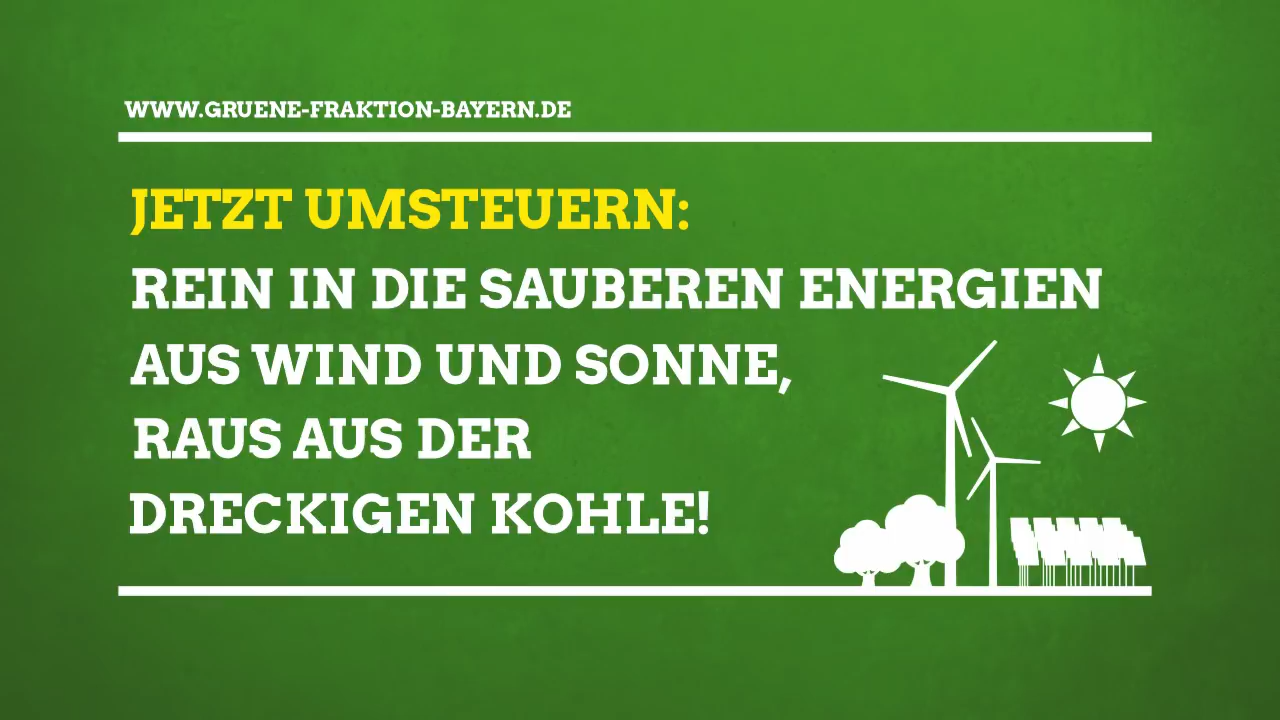 WWW.GRUENE-FRAKTION-BAYERN.DE
JETZT UMSTEUERN:
REIN IN DIE SAUBEREN ENERGIEN
AUS WIND UND SONNE,
RAUS AUS DER
DRECKIGEN KOHLE!